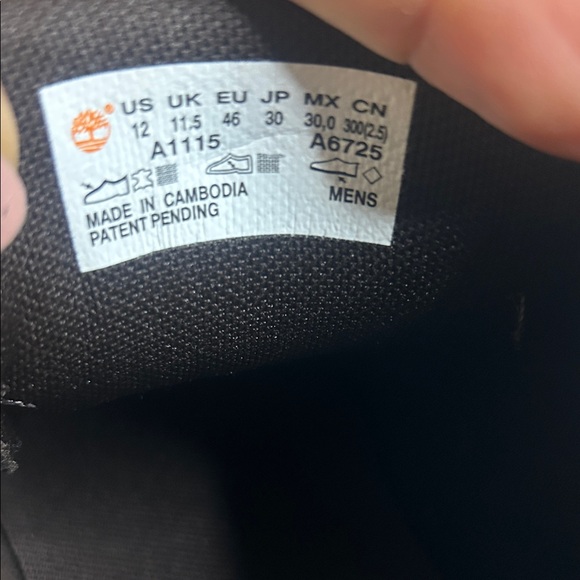 ® US UK EU JP MX CN
12 11.5 46 30 30,0 300(2.5)
A1115 A6725
MADE IN CAMBODIA MENS
PATENT PENDING